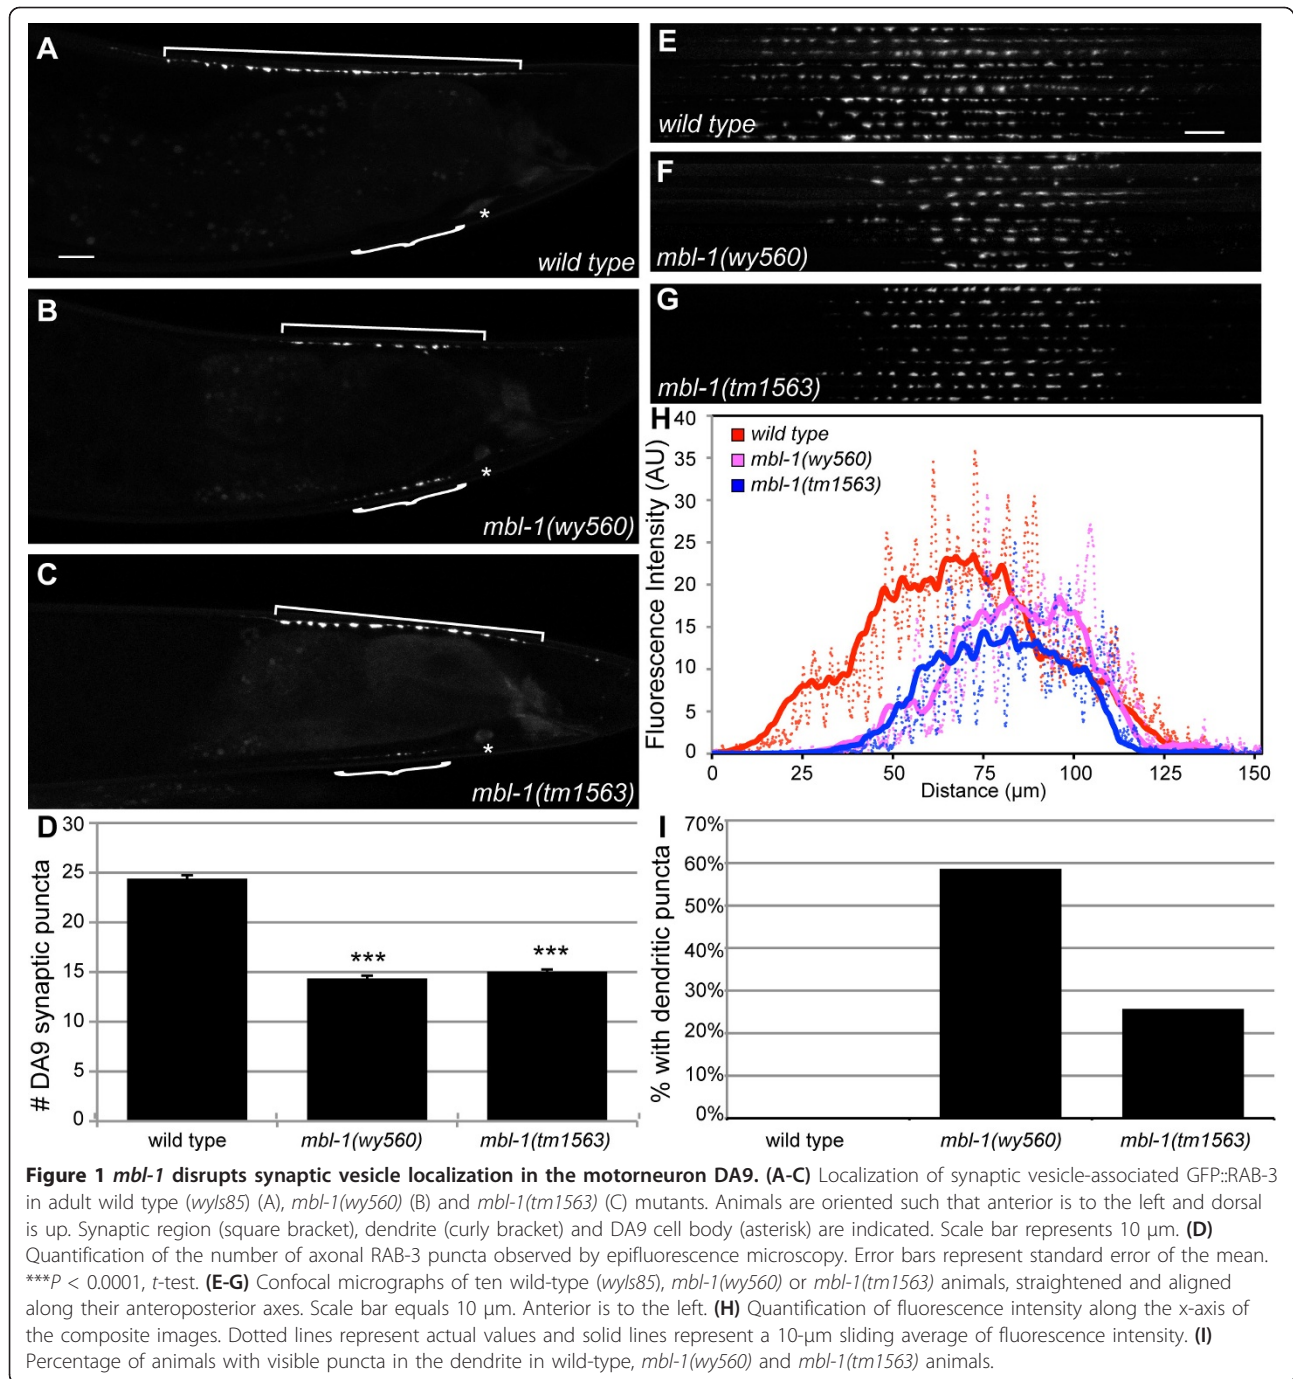 A
*
wild type
B
*
mbl-1(wy560)
C
*
mbl-1(tm1563)
E
wild type
F
mbl-1(wy560)
G
mbl-1(tm1563)
H
40
35
30
25
20
15
10
5
0
Fluorescence Intensity (AU)
wild type
mbl-1(wy560)
mbl-1(tm1563)
0 25 50 75 100 125 150
Distance (µm)
D
30
25
20
15
10
5
0
# DA9 synaptic puncta
***
***
wild type mbl-1(wy560) mbl-1(tm1563)
I
70%
60%
50%
40%
30%
20%
10%
0%
% with dendritic puncta
wild type mbl-1(wy560) mbl-1(tm1563)
Figure 1 mbl-1 disrupts synaptic vesicle localization in the motorneuron DA9. (A-C) Localization of synaptic vesicle-associated GFP::RAB-3
in adult wild type (wyIs85) (A), mbl-1(wy560) (B) and mbl-1(tm1563) (C) mutants. Animals are oriented such that anterior is to the left and dorsal
is up. Synaptic region (square bracket), dendrite (curly bracket) and DA9 cell body (asterisk) are indicated. Scale bar represents 10 µm. (D)
Quantification of the number of axonal RAB-3 puncta observed by epifluorescence microscopy. Error bars represent standard error of the mean.
***P < 0.0001, t-test. (E-G) Confocal micrographs of ten wild-type (wyIs85), mbl-1(wy560) or mbl-1(tm1563) animals, straightened and aligned
along their anteroposterior axes. Scale bar equals 10 µm. Anterior is to the left. (H) Quantification of fluorescence intensity along the x-axis of
the composite images. Dotted lines represent actual values and solid lines represent a 10-µm sliding average of fluorescence intensity. (I)
Percentage of animals with visible puncta in the dendrite in wild-type, mbl-1(wy560) and mbl-1(tm1563) animals.